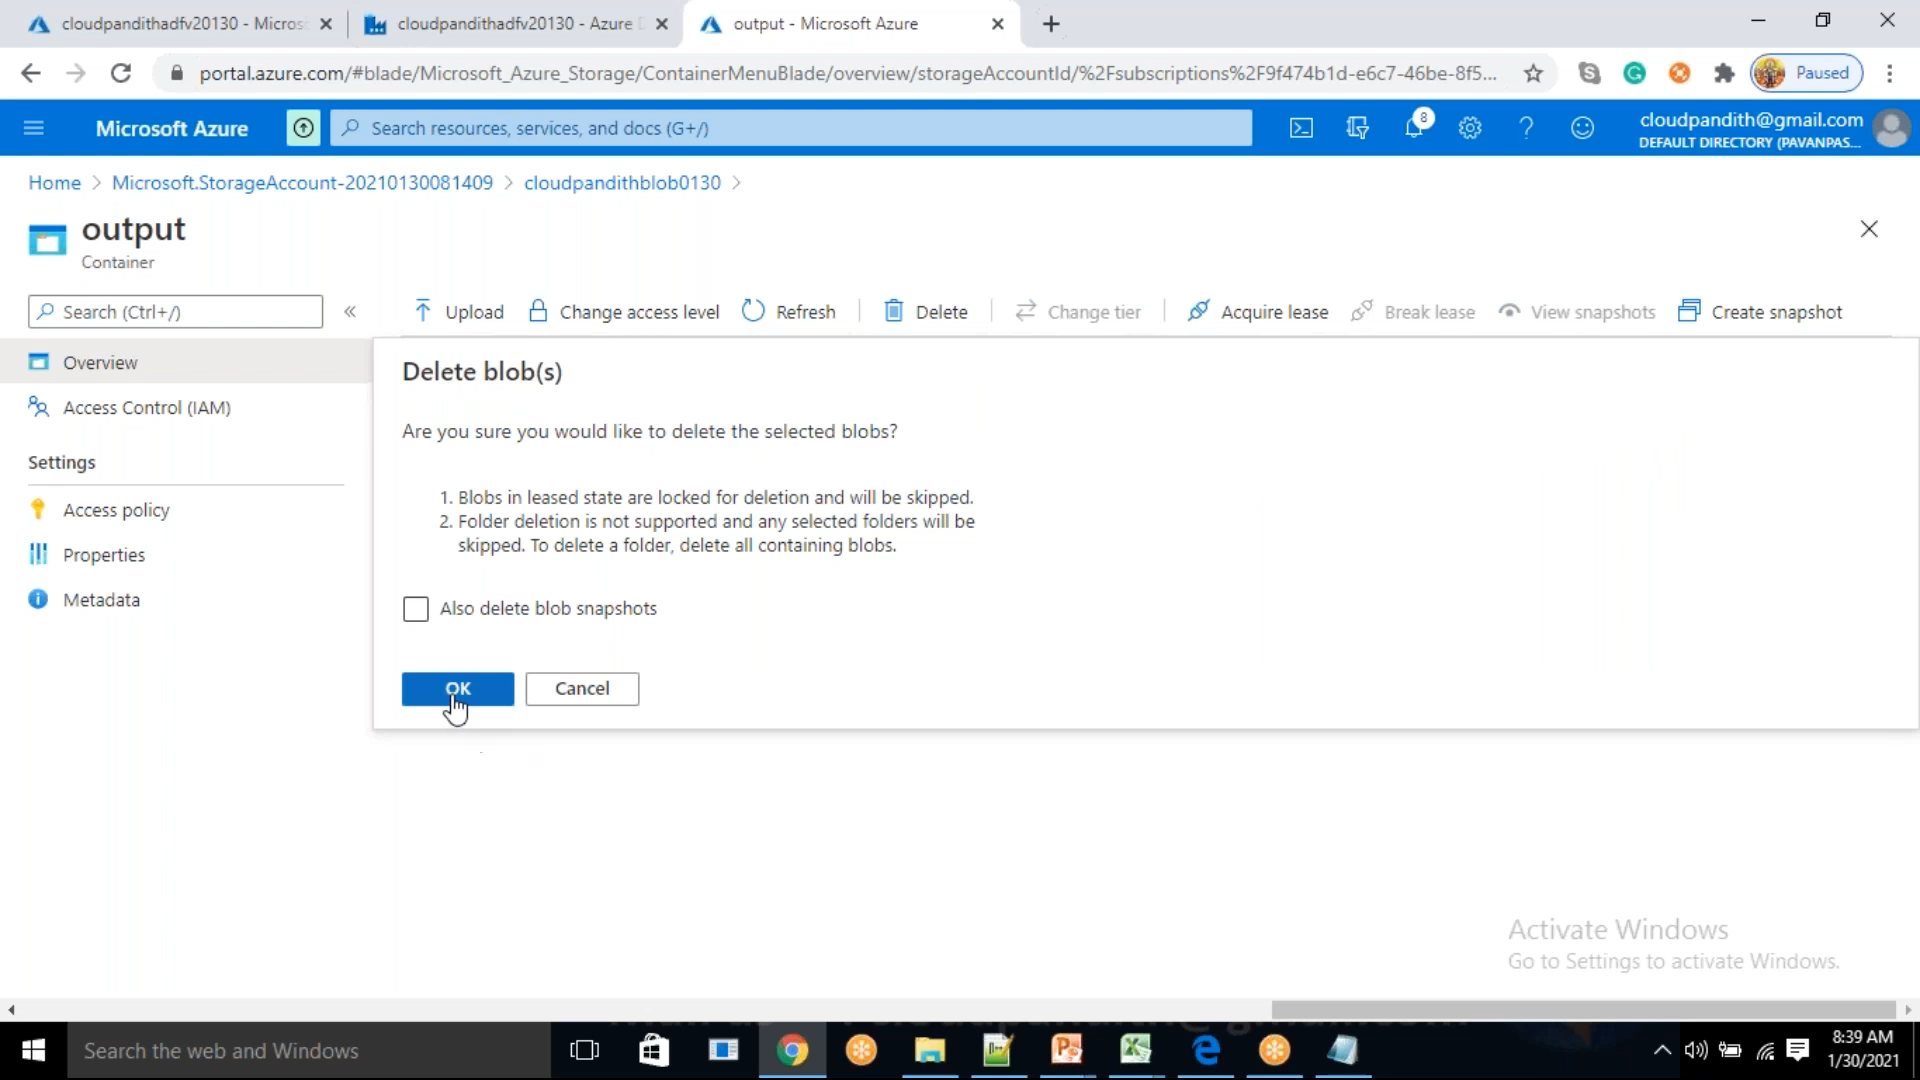 cloudpandithadfv20130 - Micros
cloudpandithadfv20130 - Azure D
output - Microsoft Azure
portal.azure.com/#blade/Microsoft_Azure_Storage/ContainerMenuBlade/overview/storageAccountId/%2Fsubscriptions%2F9f474b1d-e6c7-46be-8f5...
Paused
Microsoft Azure
Search resources, services, and docs (G+/)
8
cloudpandith@gmail.com
DEFAULT DIRECTORY (PAVANPAS...
Home > Microsoft.StorageAccount-20210130081409 > cloudpandithblob0130 >
output
Container
Search (Ctrl+/)
«
Upload
Change access level
Refresh
Delete
Change tier
Acquire lease
Break lease
View snapshots
Create snapshot
Overview
Access Control (IAM)
Settings
Access policy
Properties
Metadata
Delete blob(s)
Are you sure you would like to delete the selected blobs?
1. Blobs in leased state are locked for deletion and will be skipped.
2. Folder deletion is not supported and any selected folders will be
skipped. To delete a folder, delete all containing blobs.
Also delete blob snapshots
OK
Cancel
Activate Windows
Go to Settings to activate Windows.
Search the web and Windows
8:39 AM
1/30/2021